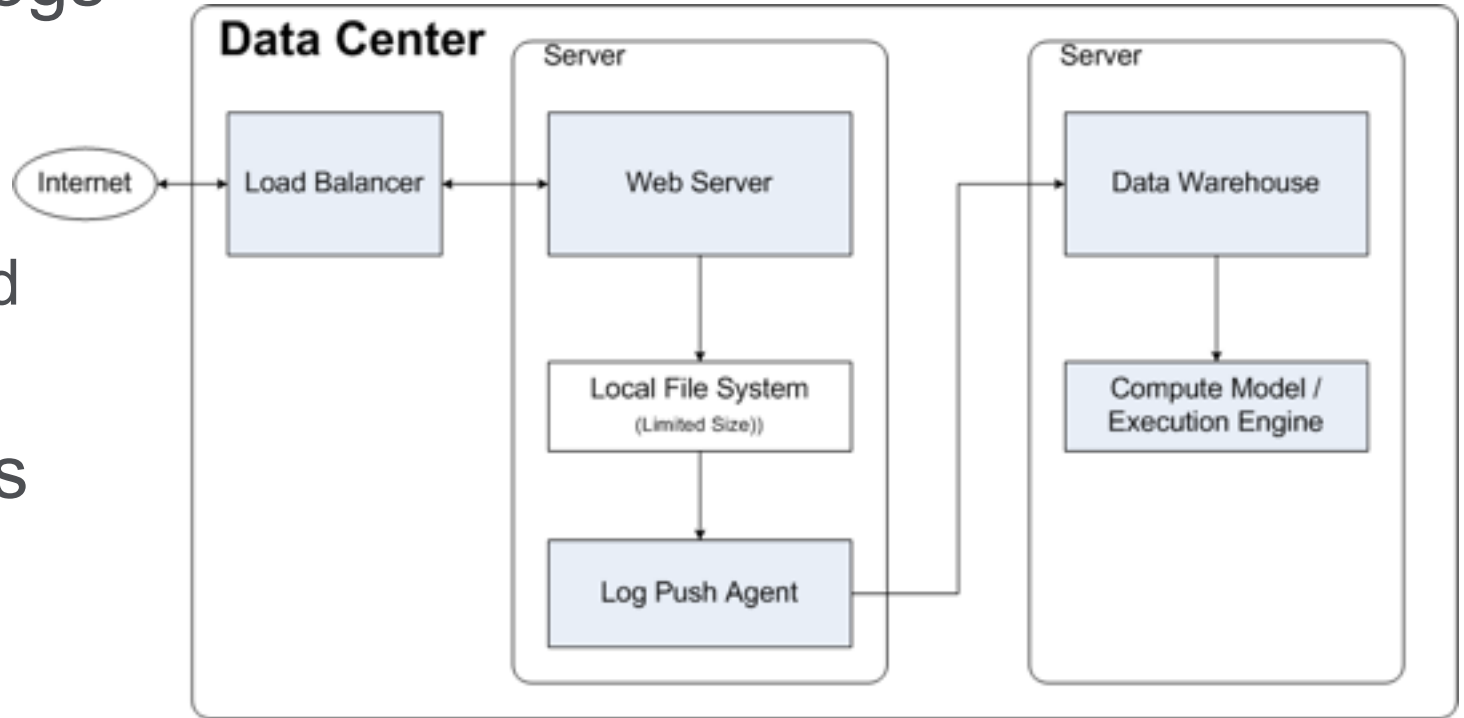 ogs
d
s
Data Center
Internet
Load Balancer
Server
Web Server
Local File System
(Limited Size))
Log Push Agent
Server
Data Warehouse
Compute Model /
Execution Engine